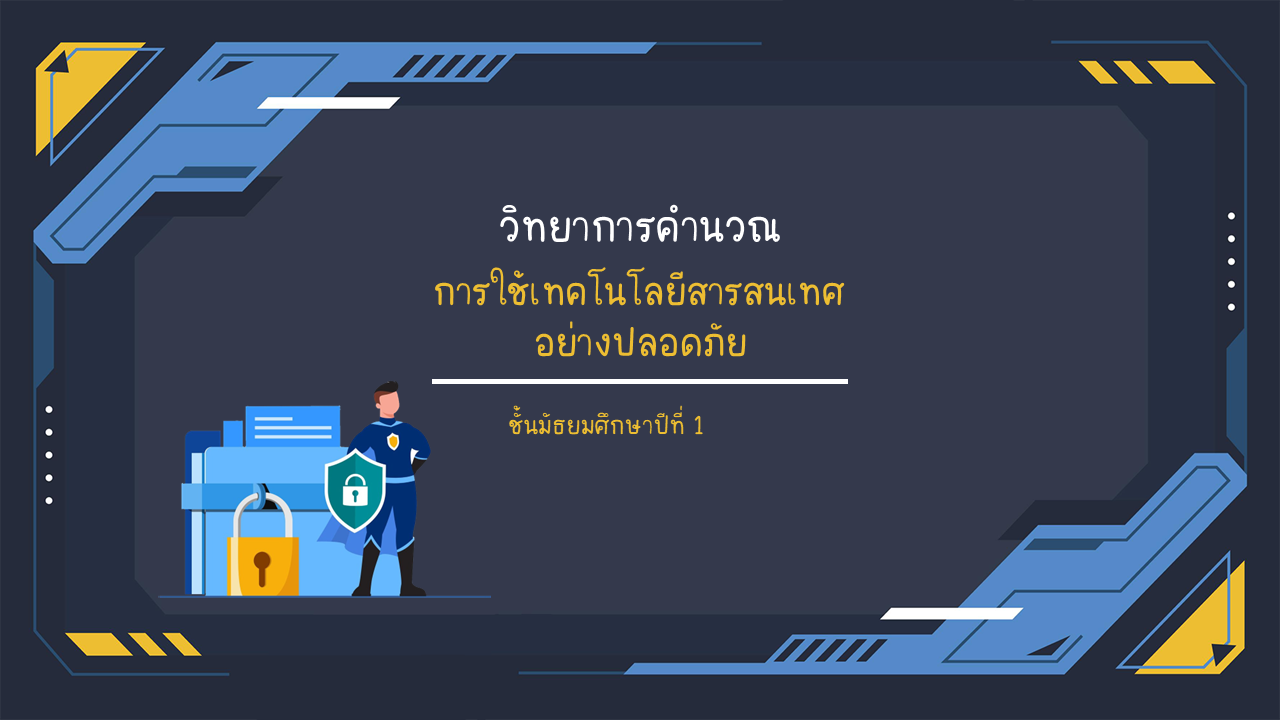 วิทยาการคำนวณ
การใช้เทคโนโลยีสารสนเทศ
อย่างปลอดภัย
ชั้นมัธยมศึกษาปีที่ 1